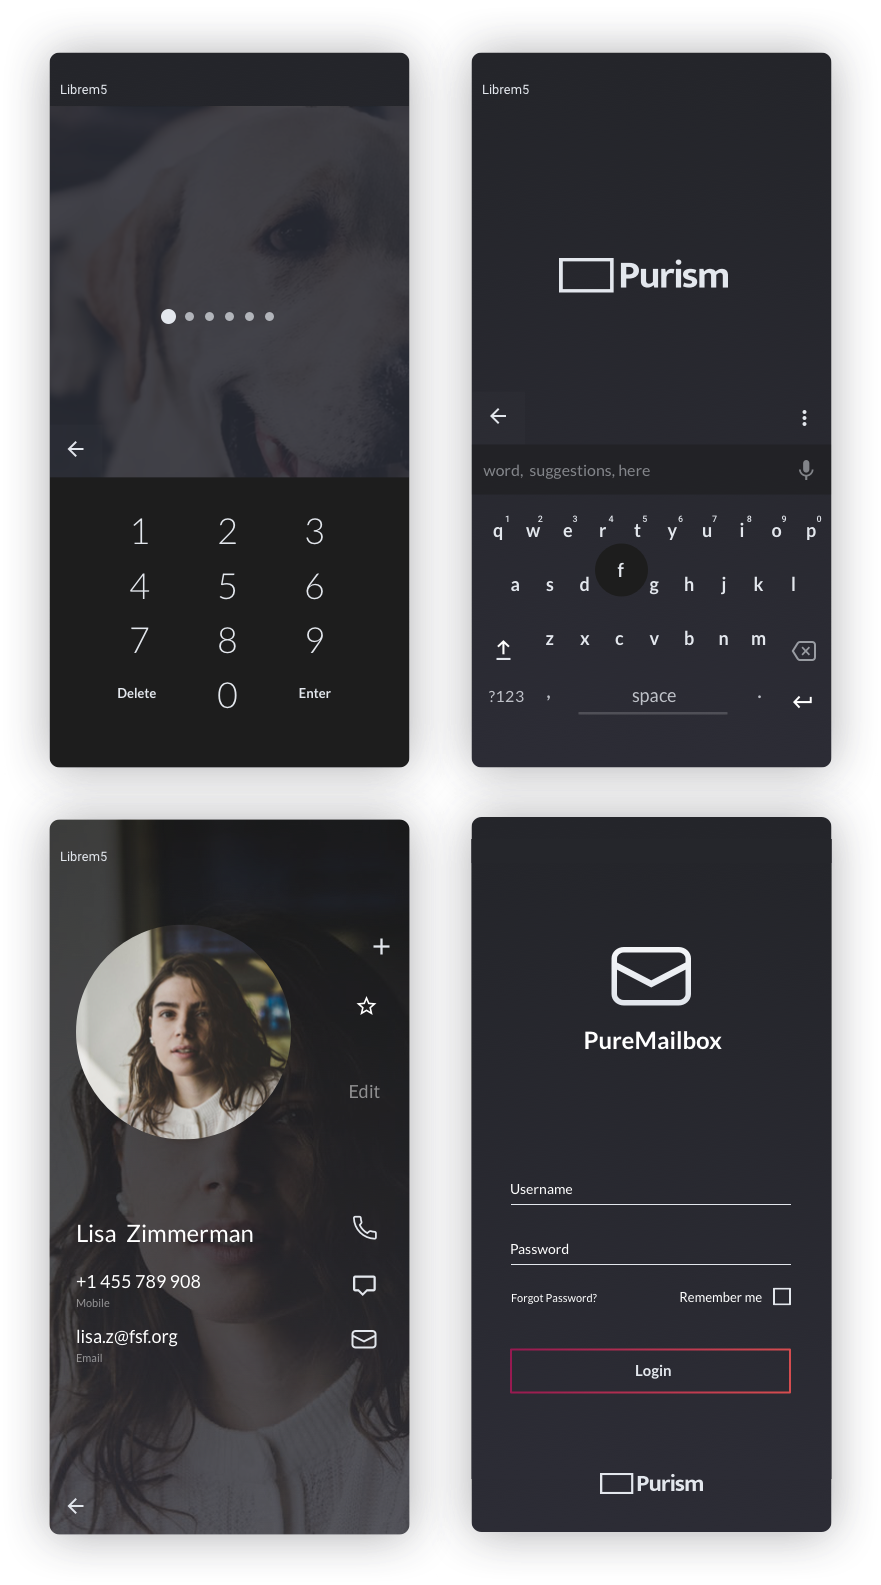 Librem5
1 2 3
4 5 6
7 8 9
Delete 0 Enter
Librem5
Purism
word, suggestions, here
q1 w2 e3 r4 t5 y6 u7 i8 o9 p0
a s d f g h j k l
z x c v b n m
?123 , space .
Librem5
Edit
Lisa Zimmerman
+1 455 789 908
Mobile
lisa.z@fsf.org
Email
PureMailbox
Username
Password
Forgot Password? Remember me
Login
Purism